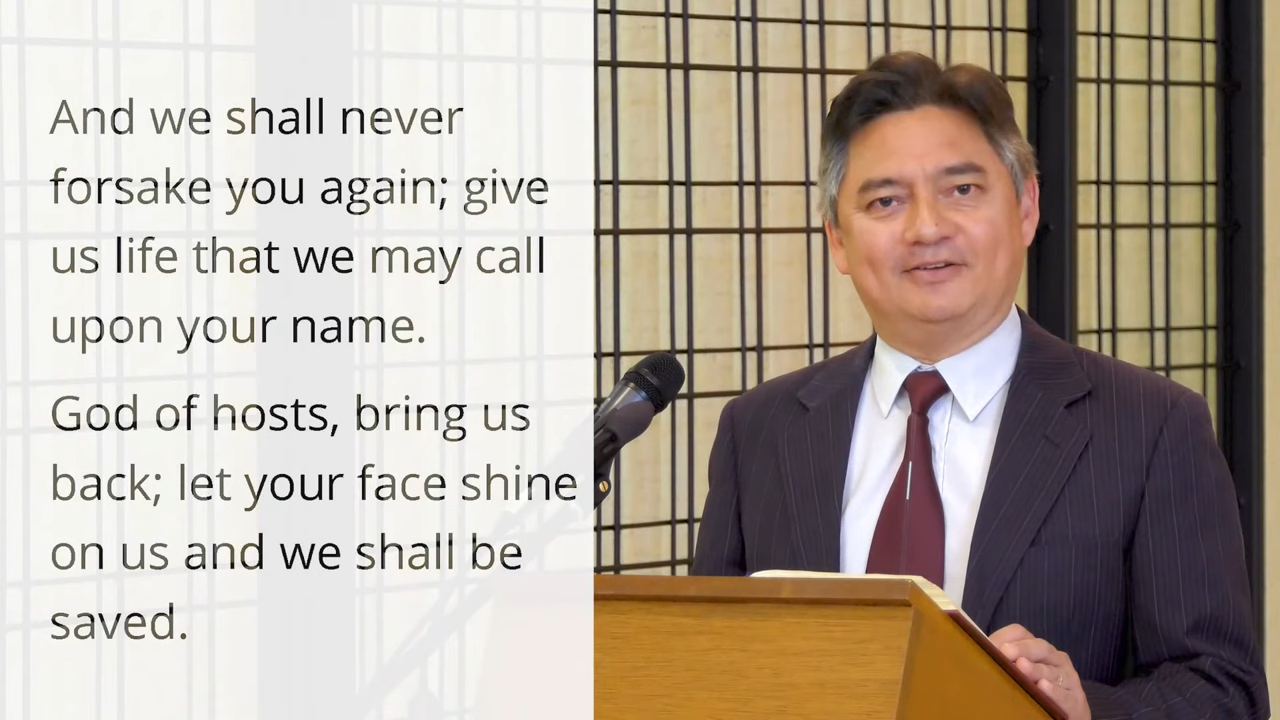 And we shall never
forsake you again; give
us life that we may call
upon your name.
God of hosts, bring us
back; let your face shine
on us and we shall be
saved.